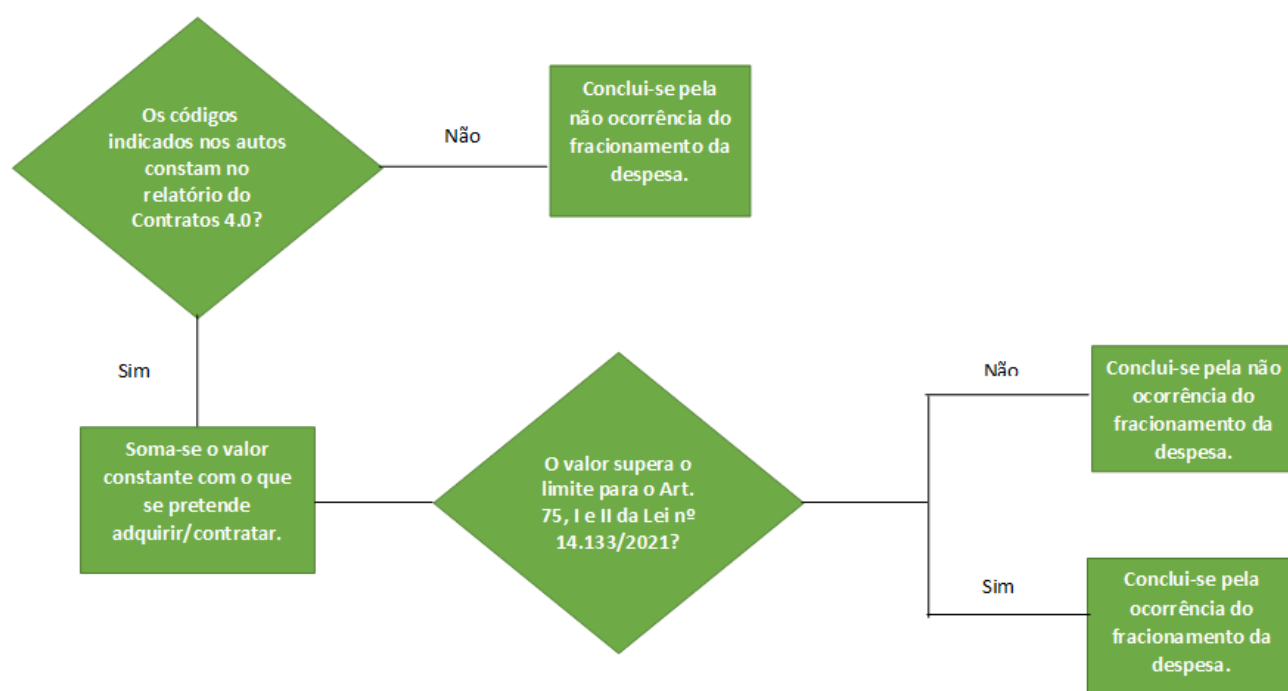 Os códigos
indicados nos autos
constam no
relatório do
Contratos 4.0?
Não
Conclui-se pela
não ocorrência do
fracionamento da
despesa.
Sim
Soma-se o valor
constante com o que
se pretende
adquirir/contratar.
O valor supera o
limite para o Art.
75, I e II da Lei nº
14.133/2021?
Não
Conclui-se pela não
ocorrência do
fracionamento da
despesa.
Sim
Conclui-se pela
ocorrência do
fracionamento da
despesa.